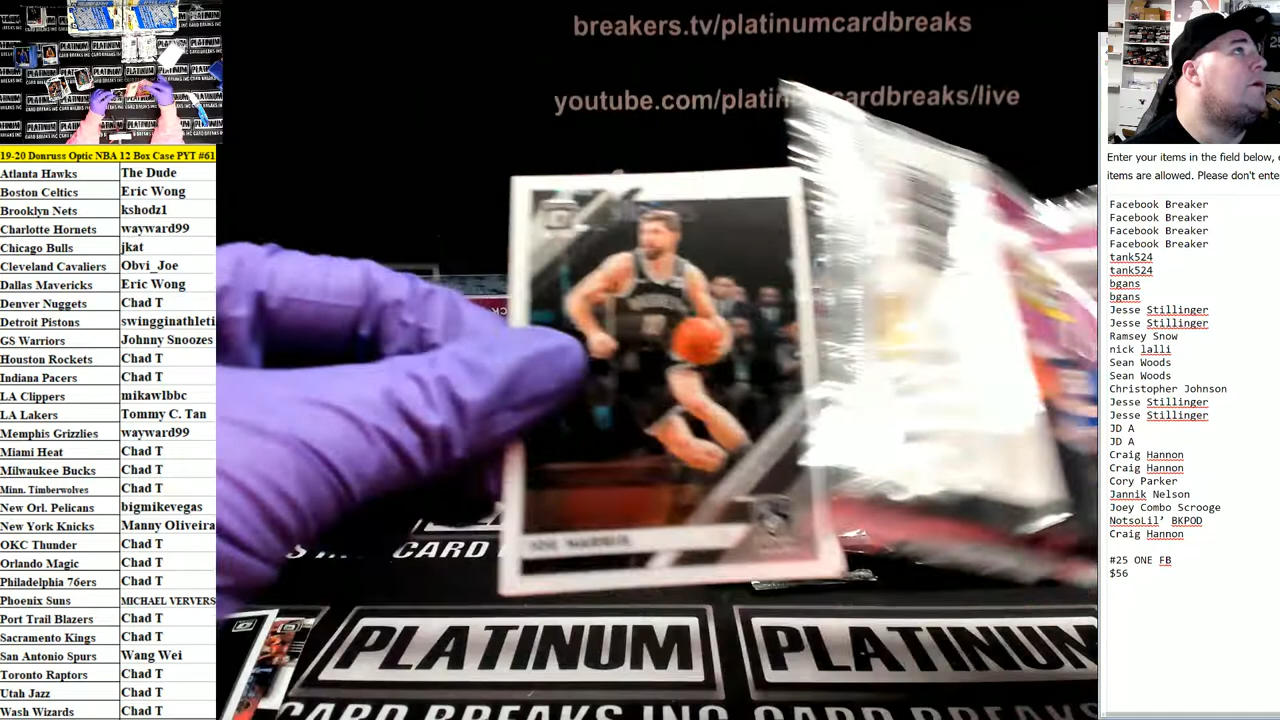 breakers.tv/platinumcardbreaks
youtube.com/platinumcardbreaks/live
19-20 Donruss Optic NBA 12 Box Case PYT #61
Atlanta Hawks The Dude
Boston Celtics Eric Wong
Brooklyn Nets kshodz1
Charlotte Hornets wayward99
Chicago Bulls jkat
Cleveland Cavaliers Obvi_Joe
Dallas Mavericks Eric Wong
Denver Nuggets Chad T
Detroit Pistons swingginathleti
GS Warriors Johnny Snoozes
Houston Rockets Chad T
Indiana Pacers Chad T
LA Clippers mikawlbbc
LA Lakers Tommy C. Tan
Memphis Grizzlies wayward99
Miami Heat Chad T
Milwaukee Bucks Chad T
Minn. Timberwolves Chad T
New Orl. Pelicans bigmikevegas
New York Knicks Manny Oliveira
OKC Thunder Chad T
Orlando Magic Chad T
Philadelphia 76ers Chad T
Phoenix Suns MICHAEL VERVERS
Port Trail Blazers Chad T
Sacramento Kings Chad T
San Antonio Spurs Wang Wei
Toronto Raptors Chad T
Utah Jazz Chad T
Wash Wizards Chad T
Enter your items in the field below,
items are allowed. Please don't ente
Facebook Breaker
Facebook Breaker
Facebook Breaker
Facebook Breaker
tank524
tank524
bgans
bgans
Jesse Stillinger
Jesse Stillinger
Ramsey Snow
nick lalli
Sean Woods
Sean Woods
Christopher Johnson
Jesse Stillinger
Jesse Stillinger
JD A
JD A
Craig Hannon
Craig Hannon
Cory Parker
Jannik Nelson
Joey Combo Scrooge
NotsoLil' BKPOD
Craig Hannon
#25 ONE FB
$56
CARD
PLATINUM PLATINUM
CARD BREAKS INC CARD BREAKS